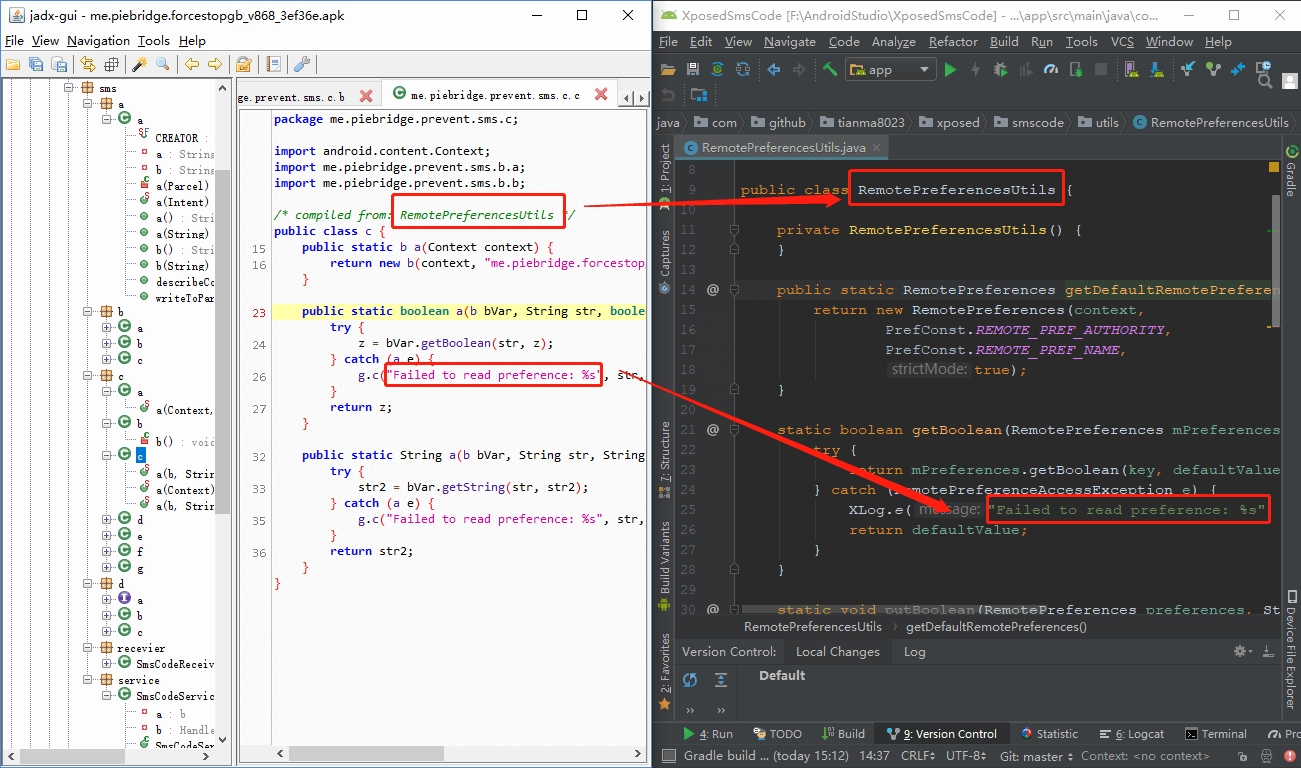 jadx-gui - me.piebridge.forcestopgb_v868_3ef36e.apk
File View Navigation Tools Help
sms
a
a
CREATOR :
a : String
b : String
a(Parcel)
a(Intent)
a() : Stri
a(String)
b() : Stri
b(String)
describeCo
writeToPar
b
a
b
c
c
a
a(Context,
b
b() : void
c
a(b, Strin
a(Context)
a(b, Strin
d
e
f
g
d
a
b
c
recevier
SmsCodeReceiv
service
SmsCodeServic
a : b
b : Handle
SmsCodeSer
ge.prevent.sms.c.b
me.piebridge.prevent.sms.c.c
package me.piebridge.prevent.sms.c;
import android.content.Context;
import me.piebridge.prevent.sms.b.a;
import me.piebridge.prevent.sms.b.b;
/* compiled from: RemotePreferencesUtils */
public class c {
15 public static b a(Context context) {
16 return new b(context, "me.piebridge.forcestop
}
23 public static boolean a(b bVar, String str, boole
try {
24 z = bVar.getBoolean(str, z);
} catch (a e) {
26 g.c("Failed to read preference: %s", str,
}
27 return z;
}
32 public static String a(b bVar, String str, String
try {
33 str2 = bVar.getString(str, str2);
} catch (a e) {
35 g.c("Failed to read preference: %s", str,
}
36 return str2;
}
}
XposedSmsCode [F:\AndroidStudio\XposedSmsCode] - ...\app\src\main\java\co...
File Edit View Navigate Code Analyze Refactor Build Run Tools VCS Window Help
app
java com github tianma8023 xposed smscode utils RemotePreferencesUtils
RemotePreferencesUtils.java
1: Project
Captures
7: Structure
Build Variants
2: Favorites
Gradle
Device File Explorer
8
9 public class RemotePreferencesUtils {
10
11 private RemotePreferencesUtils() {
12 }
13
14 @ public static RemotePreferences getDefaultRemotePreferen
15 return new RemotePreferences(context,
16 PrefConst.REMOTE_PREF_AUTHORITY,
17 PrefConst.REMOTE_PREF_NAME,
18 strictMode: true);
19 }
20
21 @ static boolean getBoolean(RemotePreferences mPreferences
22 try {
23 return mPreferences.getBoolean(key, defaultValue
24 } catch (RemotePreferenceAccessException e) {
25 XLog.e( message: "Failed to read preference: %s"
26 return defaultValue;
27 }
28 }
29
30 @ static void putBoolean(RemotePreferences preferences, St
RemotePreferencesUtils getDefaultRemotePreferences()
Version Control: Local Changes Log
Default
4: Run TODO Build 9: Version Control Statistic 6: Logcat Terminal Pro
Gradle build ... (today 15:12) 14:37 CRLF UTF-8 Git: master Context: <no context>